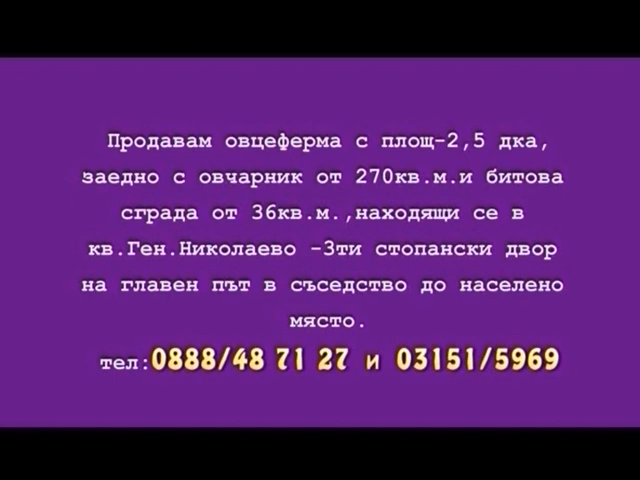 Продавам овцеферма с площ-2,5 дка,
заедно с овчарник от 270кв.м.и битова
сграда от 36кв.м.,находящи се в
кв.Ген.Николаево -3ти стопански двор
на главен път в съседство до населено
място.
тел:0888/48 71 27 и 03151/5969